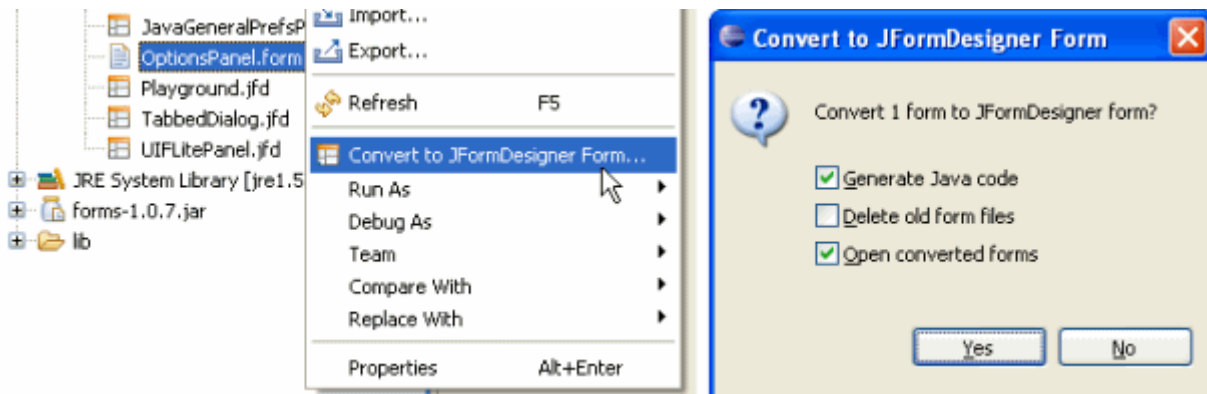 JavaGeneralPrefsP
OptionsPanel.form
Playground.jfd
TabbedDialog.jfd
UIFLitePanel.jfd
JRE System Library [jre1.5
forms-1.0.7.jar
lib
Import...
Export...
Refresh F5
Convert to JFormDesigner Form...
Run As
Debug As
Team
Compare With
Replace With
Properties Alt+Enter
Convert to JFormDesigner Form
Convert 1 form to JFormDesigner form?
Generate Java code
Delete old form files
Open converted forms
Yes No